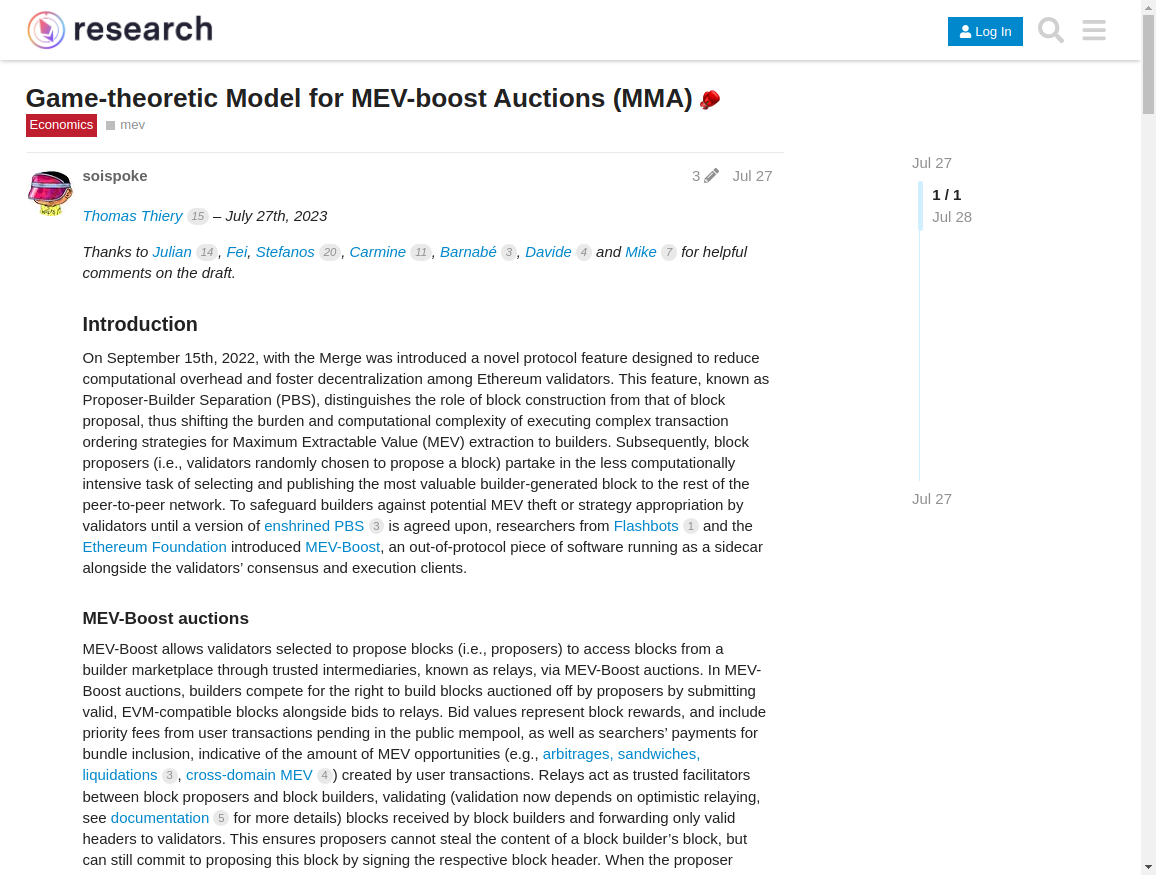 research
Log In
Game-theoretic Model for MEV-boost Auctions (MMA)
Economics mev
soispoke 3 Jul 27
Thomas Thiery 15 – July 27th, 2023
Thanks to Julian 14 , Fei, Stefanos 20 , Carmine 11 , Barnabé 3 , Davide 4 and Mike 7 for helpful
comments on the draft.
Introduction
On September 15th, 2022, with the Merge was introduced a novel protocol feature designed to reduce
computational overhead and foster decentralization among Ethereum validators. This feature, known as
Proposer-Builder Separation (PBS), distinguishes the role of block construction from that of block
proposal, thus shifting the burden and computational complexity of executing complex transaction
ordering strategies for Maximum Extractable Value (MEV) extraction to builders. Subsequently, block
proposers (i.e., validators randomly chosen to propose a block) partake in the less computationally
intensive task of selecting and publishing the most valuable builder-generated block to the rest of the
peer-to-peer network. To safeguard builders against potential MEV theft or strategy appropriation by
validators until a version of enshrined PBS 3 is agreed upon, researchers from Flashbots 1 and the
Ethereum Foundation introduced MEV-Boost, an out-of-protocol piece of software running as a sidecar
alongside the validators’ consensus and execution clients.
MEV-Boost auctions
MEV-Boost allows validators selected to propose blocks (i.e., proposers) to access blocks from a
builder marketplace through trusted intermediaries, known as relays, via MEV-Boost auctions. In MEV-
Boost auctions, builders compete for the right to build blocks auctioned off by proposers by submitting
valid, EVM-compatible blocks alongside bids to relays. Bid values represent block rewards, and include
priority fees from user transactions pending in the public mempool, as well as searchers’ payments for
bundle inclusion, indicative of the amount of MEV opportunities (e.g., arbitrages, sandwiches,
liquidations 3 , cross-domain MEV 4 ) created by user transactions. Relays act as trusted facilitators
between block proposers and block builders, validating (validation now depends on optimistic relaying,
see documentation 5 for more details) blocks received by block builders and forwarding only valid
headers to validators. This ensures proposers cannot steal the content of a block builder’s block, but
can still commit to proposing this block by signing the respective block header. When the proposer
Jul 27
1 / 1
Jul 28
Jul 27